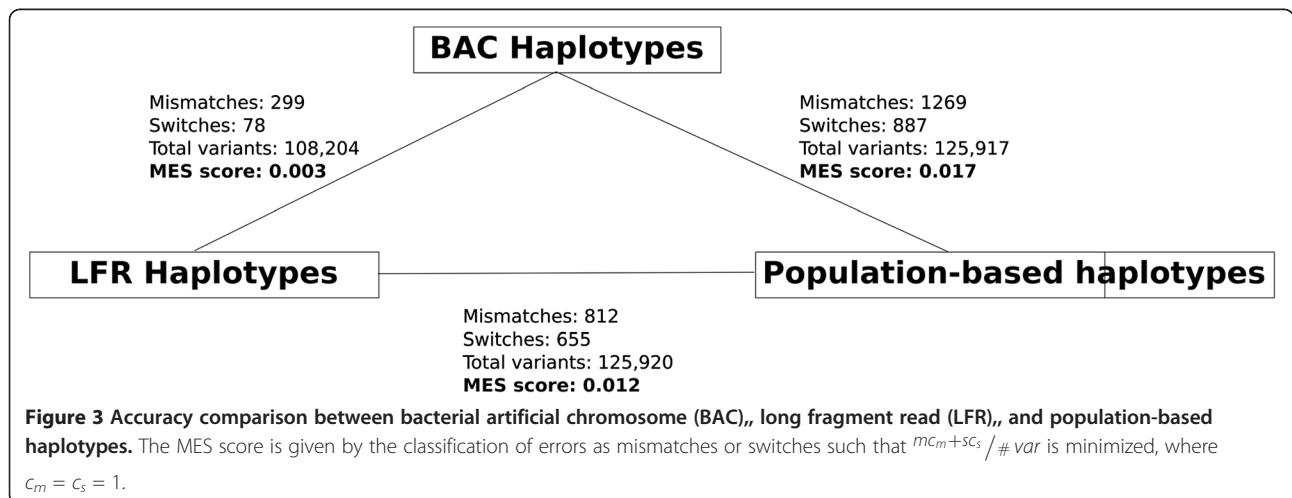 BAC Haplotypes
Mismatches: 299
Switches: 78
Total variants: 108,204
MES score: 0.003
Mismatches: 1269
Switches: 887
Total variants: 125,917
MES score: 0.017
LFR Haplotypes
Population-based haplotypes
Mismatches: 812
Switches: 655
Total variants: 125,920
MES score: 0.012
Figure 3 Accuracy comparison between bacterial artificial chromosome (BAC),, long fragment read (LFR),, and population-based
haplotypes. The MES score is given by the classification of errors as mismatches or switches such that mc_m+sc_s / # var is minimized, where
c_m = c_s = 1.